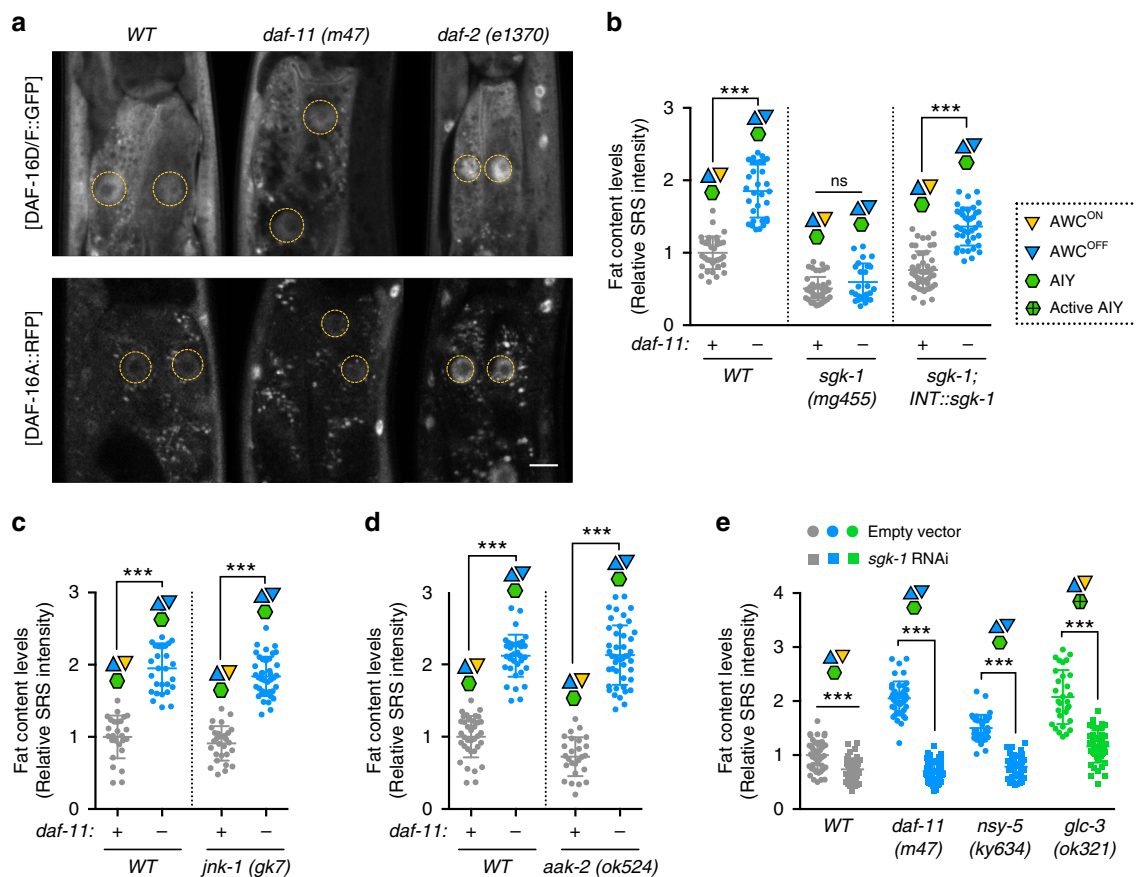 a
WT
daf-11 (m47)
daf-2 (e1370)
[DAF-16D/F::GFP]
[DAF-16A::RFP]
b
Fat content levels
(Relative SRS intensity)
3
2
1
0
***
ns
***
daf-11:
+
–
+
–
+
–
WT
sgk-1
(mg455)
sgk-1;
INT::sgk-1
AWCON
AWCOFF
AIY
Active AIY
c
Fat content levels
(Relative SRS intensity)
3
2
1
0
***
***
daf-11:
+
–
+
–
WT
jnk-1 (gk7)
d
Fat content levels
(Relative SRS intensity)
3
2
1
0
***
***
daf-11:
+
–
+
–
WT
aak-2 (ok524)
e
Empty vector
sgk-1 RNAi
Fat content levels
(Relative SRS intensity)
4
3
2
1
0
***
***
***
***
WT
daf-11
(m47)
nsy-5
(ky634)
glc-3
(ok321)